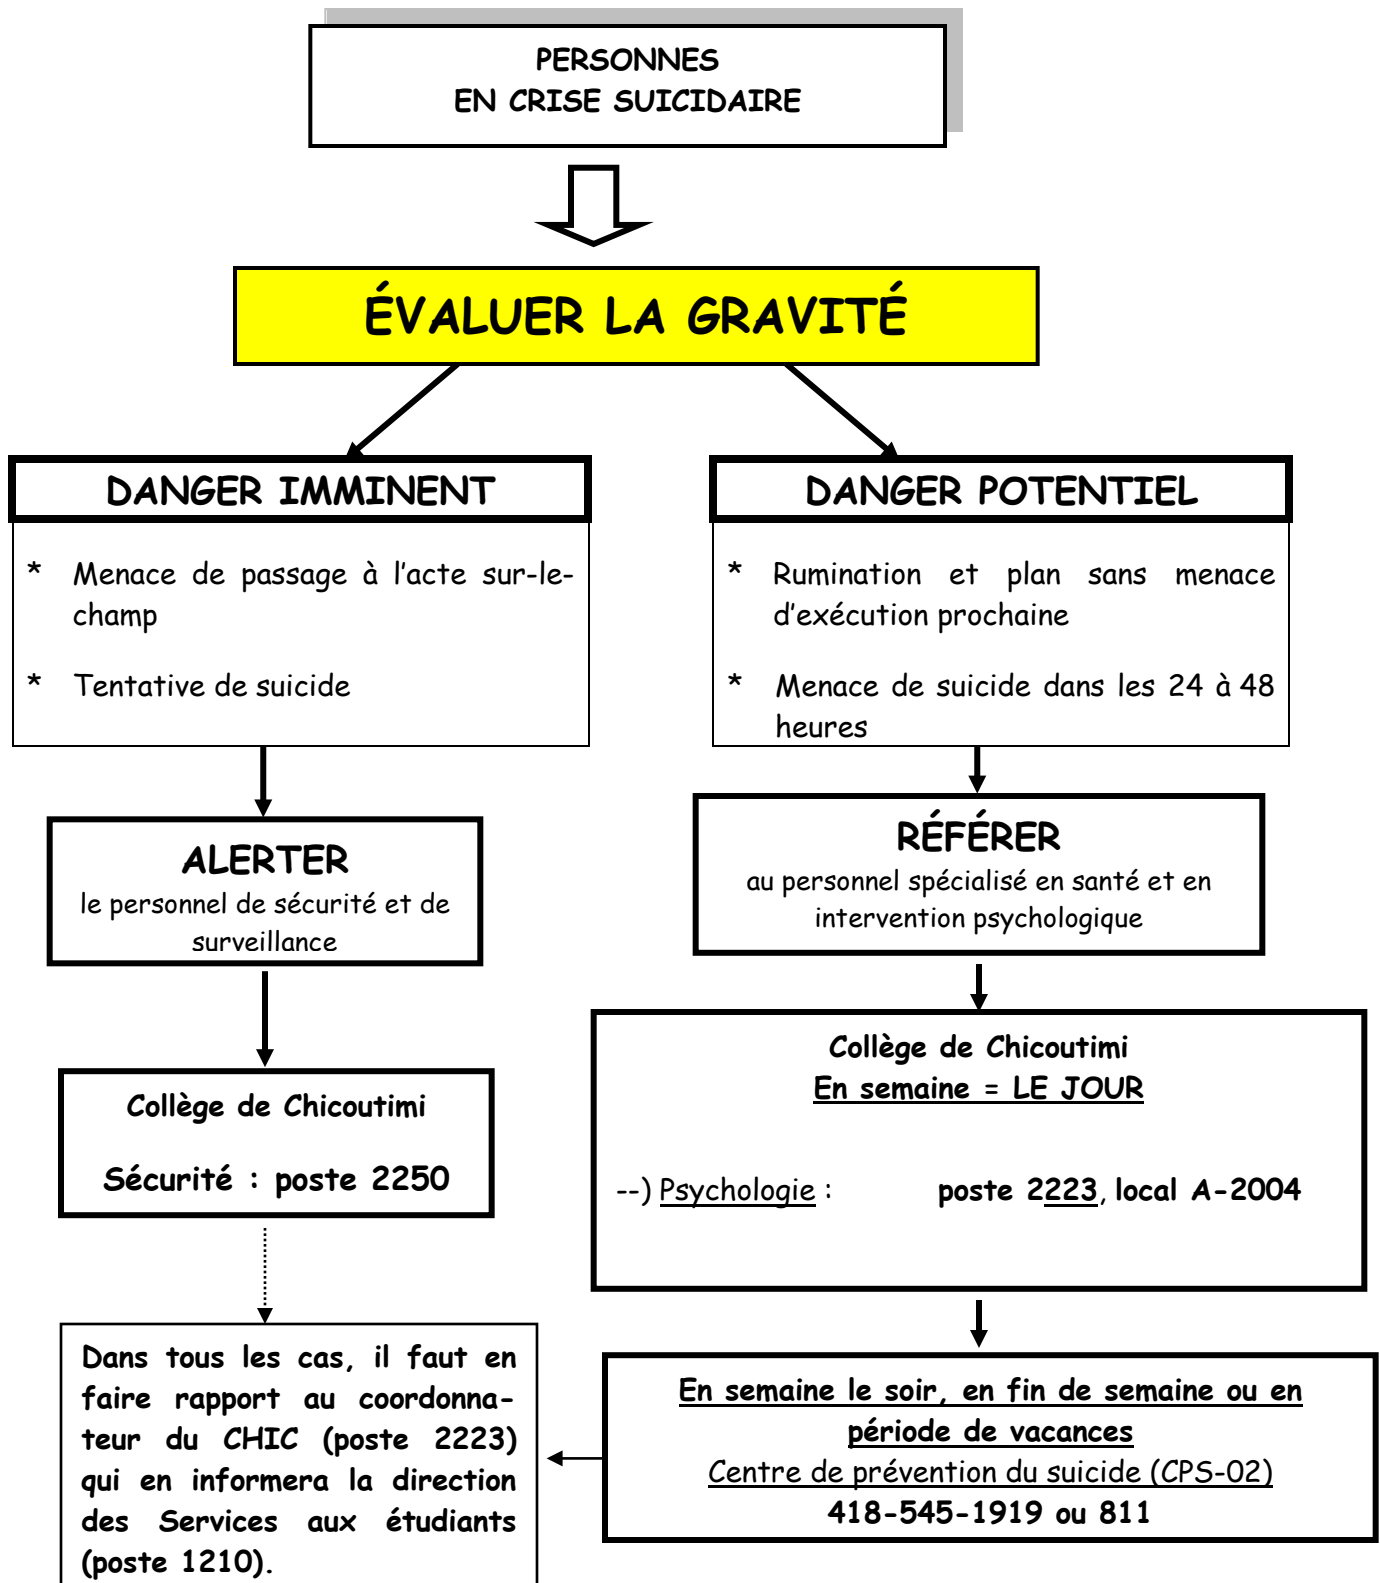 PERSONNES
EN CRISE SUICIDAIRE
ÉVALUER LA GRAVITÉ
DANGER IMMINENT
* Menace de passage à l'acte sur-le-
champ
* Tentative de suicide
ALERTER
le personnel de sécurité et de
surveillance
Collège de Chicoutimi
Sécurité : poste 2250
Dans tous les cas, il faut en
faire rapport au coordonna-
teur du CHIC (poste 2223)
qui en informera la direction
des Services aux étudiants
(poste 1210).
DANGER POTENTIEL
* Rumination et plan sans menace
d'exécution prochaine
* Menace de suicide dans les 24 à 48
heures
RÉFÉRER
au personnel spécialisé en santé et en
intervention psychologique
Collège de Chicoutimi
En semaine = LE JOUR
--) Psychologie : poste 2223, local A-2004
En semaine le soir, en fin de semaine ou en
période de vacances
Centre de prévention du suicide (CPS-02)
418-545-1919 ou 811